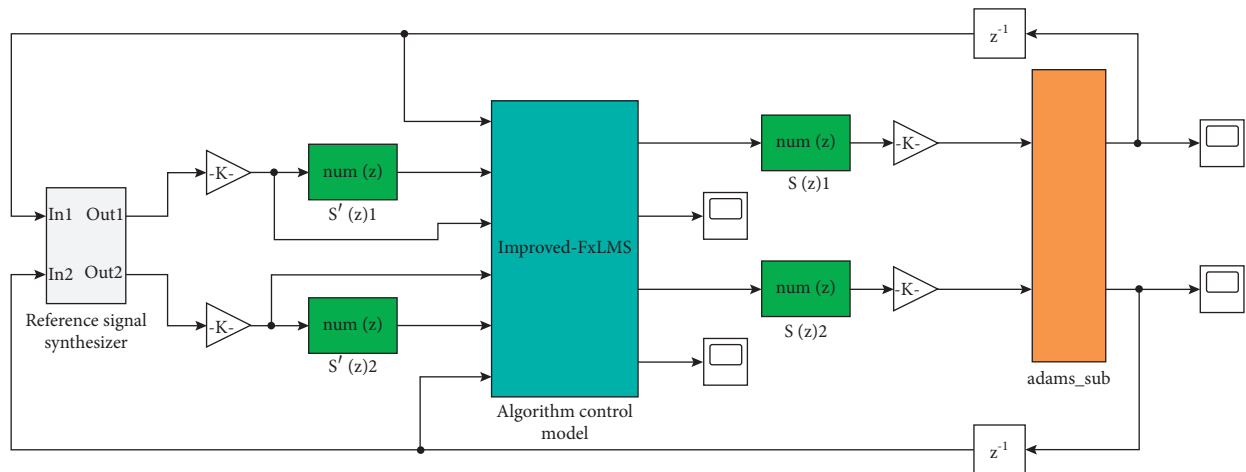 z-1
-K-
num (z)
S′ (z)1
In1 Out1
In2 Out2
Reference signal
synthesizer
-K-
num (z)
S′ (z)2
Improved-FxLMS
Algorithm control
model
num (z)
S (z)1
-K-
num (z)
S (z)2
-K-
adams_sub
z-1